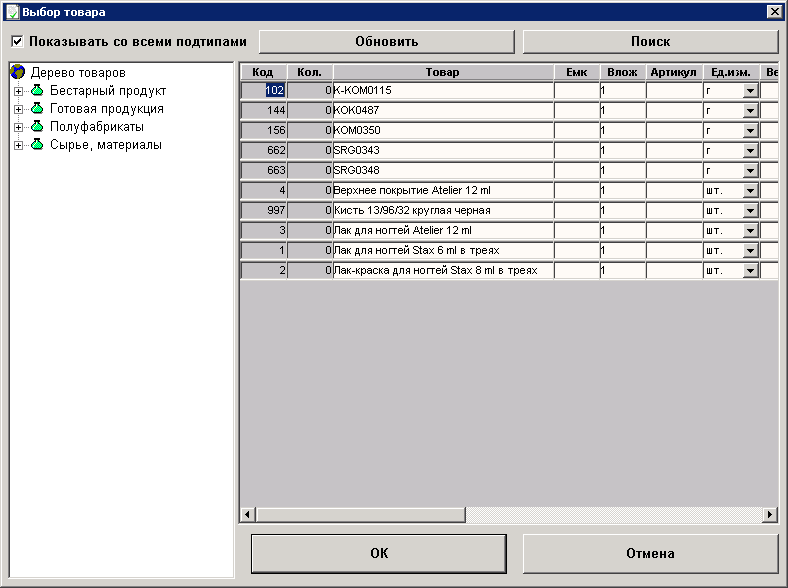 Выбор товара
Показывать со всеми подтипами Обновить Поиск
Дерево товаров
Бестарный продукт
Готовая продукция
Полуфабрикаты
Сырье, материалы
Код Кол. Товар Емк Влож Артикул Ед.изм. Ве
102 0 K-KOM0115 1 г
144 0 KOK0487 1 г
156 0 KOM0350 1 г
662 0 SRG0343 1 г
663 0 SRG0348 1 г
4 0 Верхнее покрытие Atelier 12 ml 1 шт.
997 0 Кисть 13/96/32 круглая черная 1 шт.
3 0 Лак для ногтей Atelier 12 ml 1 шт.
1 0 Лак для ногтей Stax 6 ml в треях 1 шт.
2 0 Лак-краска для ногтей Stax 8 ml в треях 1 шт.
OK Отмена